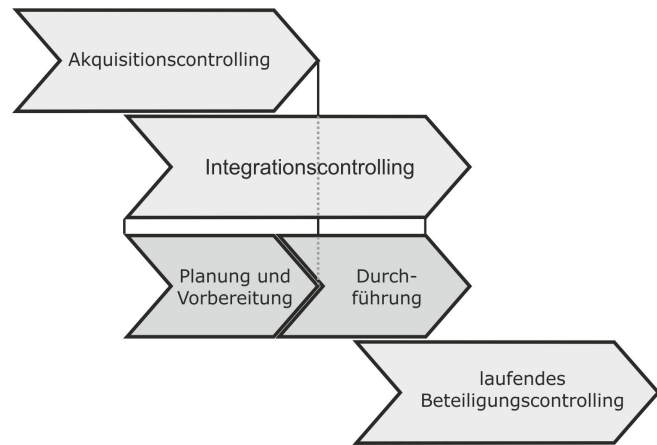 Akquisitionscontrolling
Integrationscontrolling
Planung und
Vorbereitung
Durch-
führung
laufendes
Beteiligungscontrolling